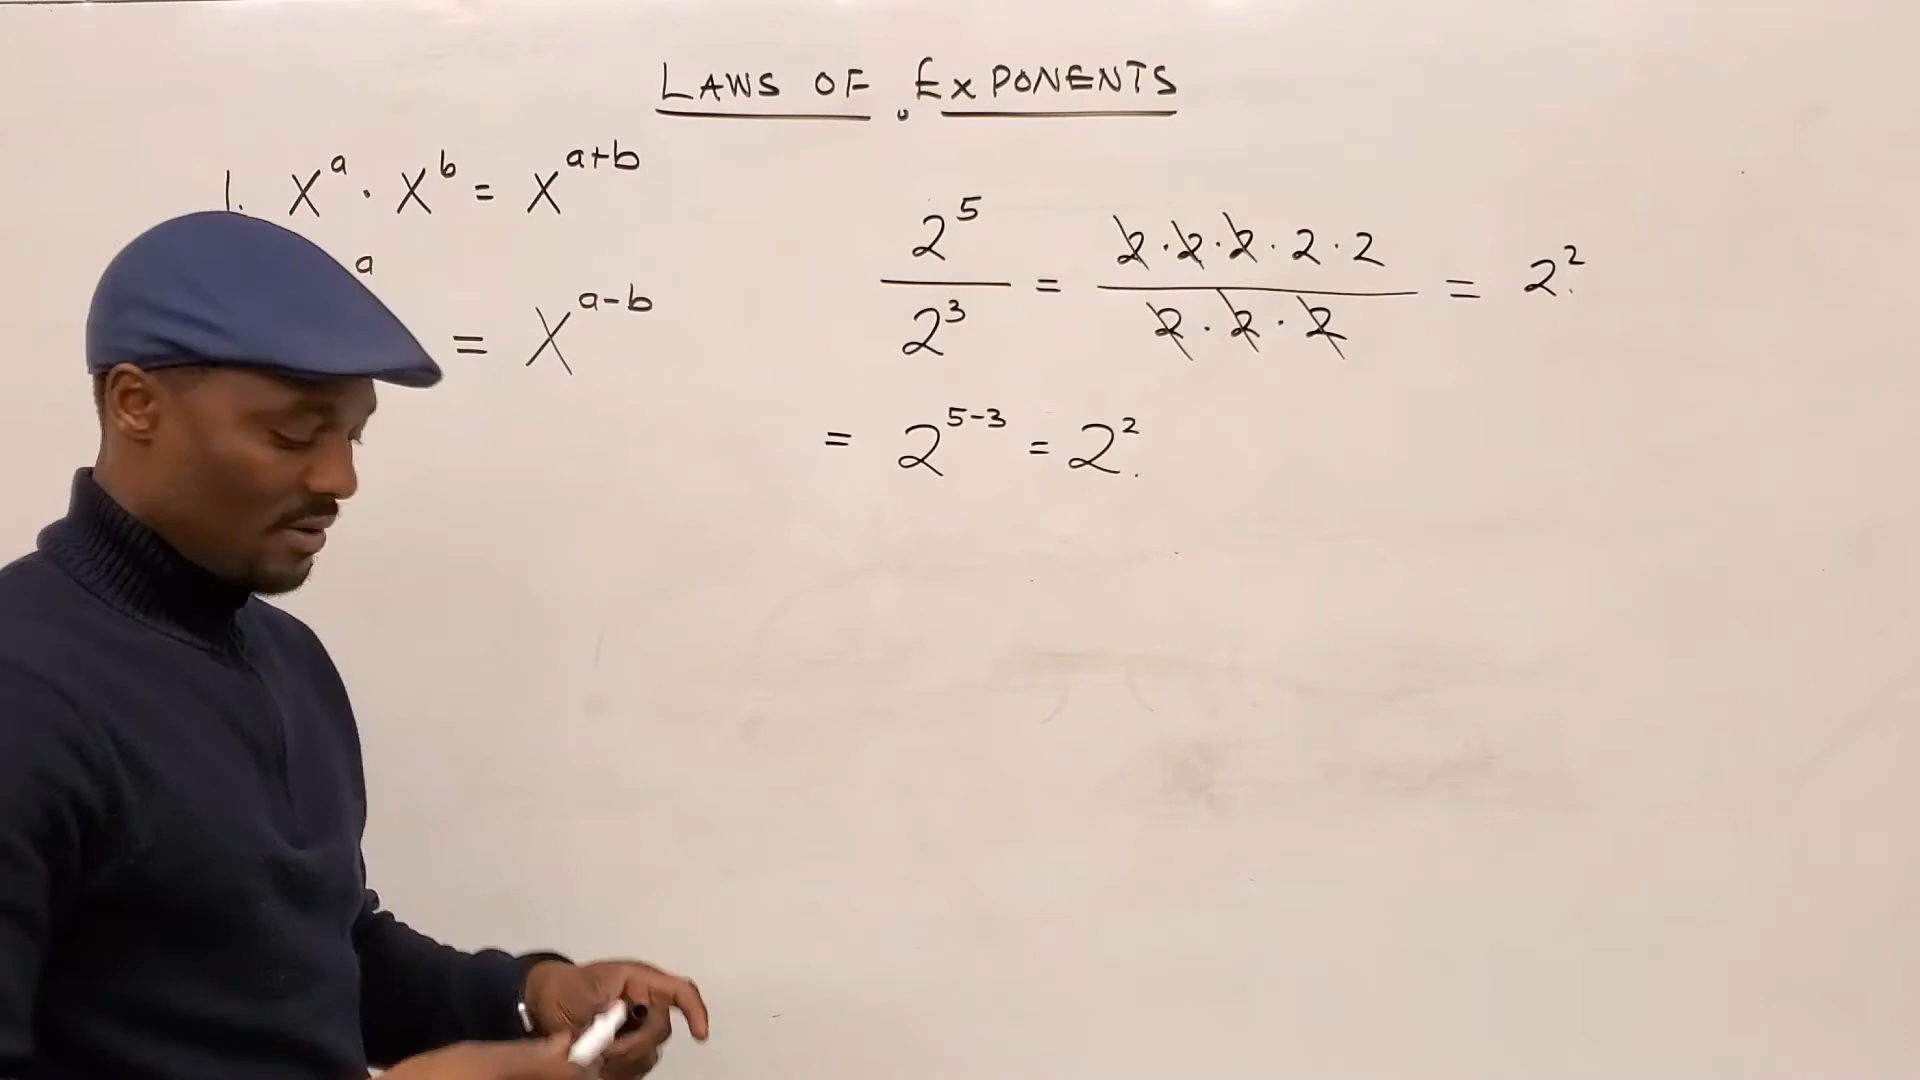 LAWS OF EXPONENTS
1. X^a · X^b = X^{a+b}
a = X^{a-b}
2^5 / 2^3 = 2·2·2·2·2 / 2·2·2 = 2^2.
= 2^{5-3} = 2^2.